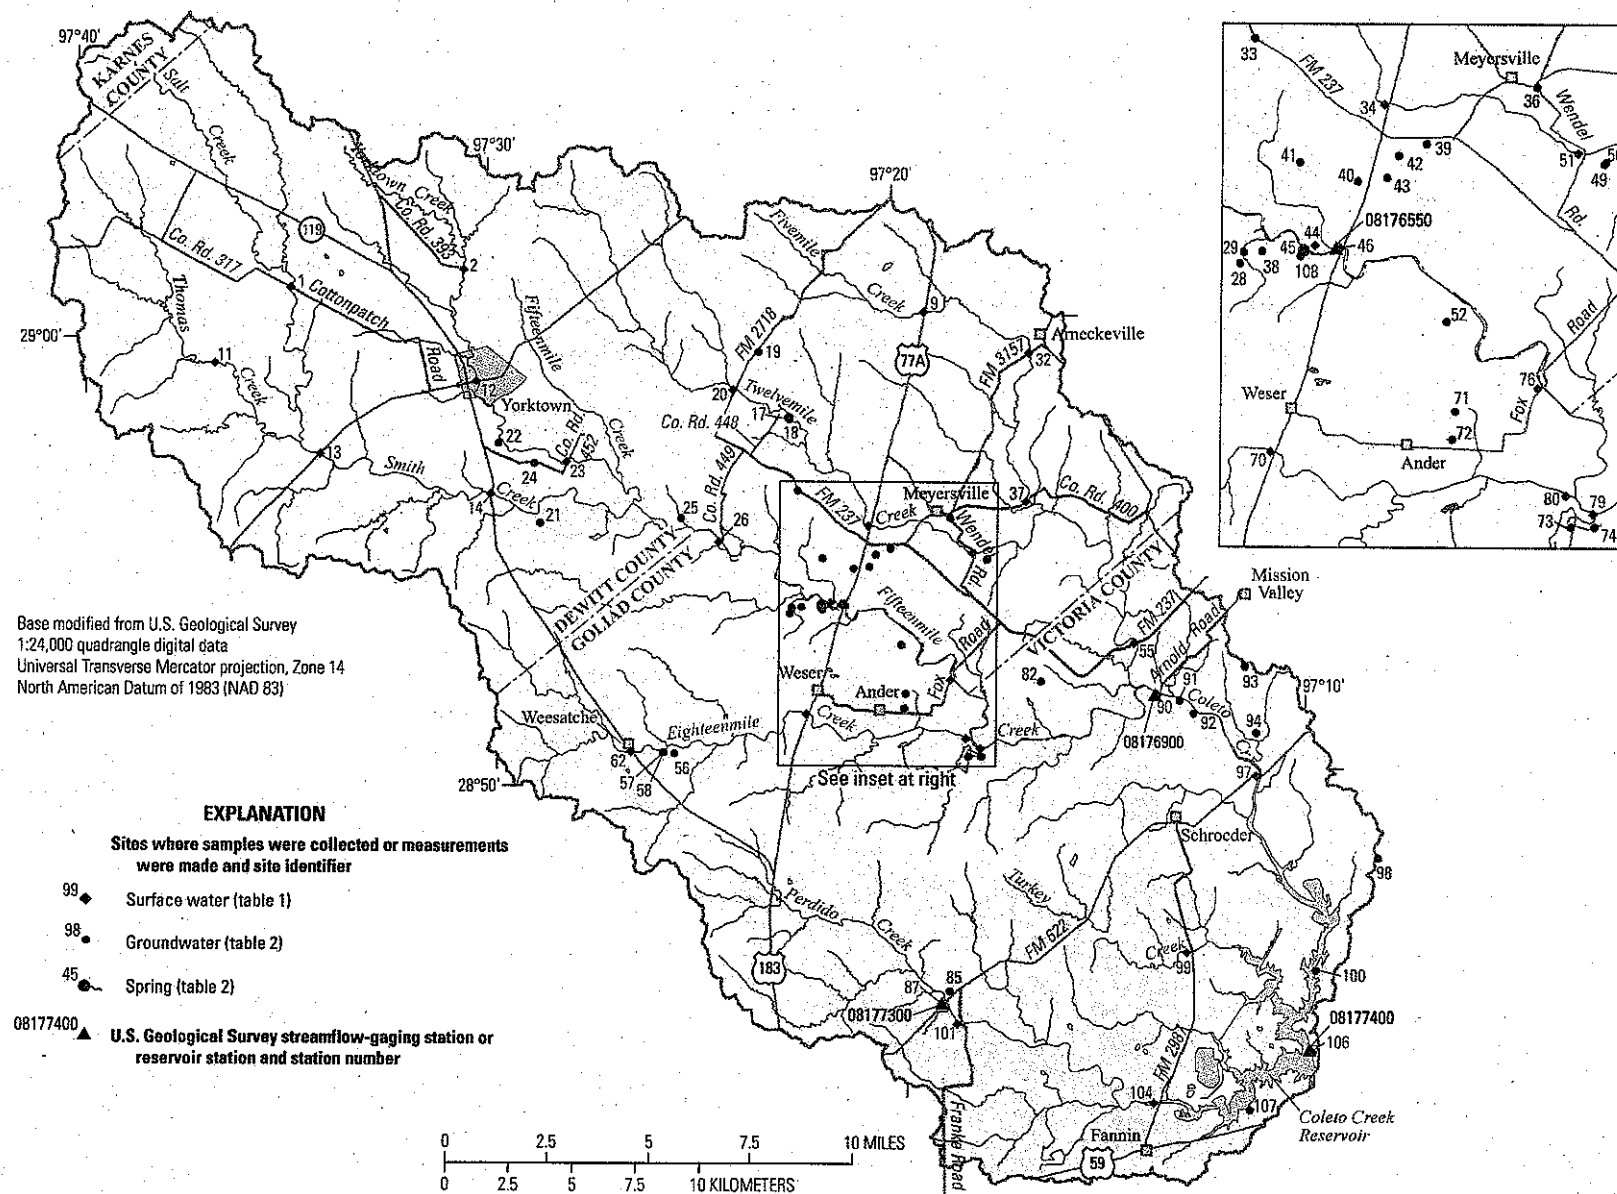 97°40'
KARNES
COUNTY
Salt
Creek
97°30'
Creek
Co. Rd. 393
119
Co. Rd. 317
2
1
Cottonpatch
Road
Thomas
Creek
29°00'
11
12
Yorktown
Fifteenmile
Creek
13
Smith
Creek
14
22
24
Co. Rd.
452
23
21
25
26
97°20'
Fivemile
Creek
9
FM 2718
19
20
Twelvemile
17
18
Co. Rd. 448
Co. Rd. 449
77A
FM 3157
Arneckeville
32
FM 237
Creek
Meyersville
37
Co. Rd. 400
Wendel
Rd.
DEWITT COUNTY
GOLIAD COUNTY
VICTORIA COUNTY
Fifteenmile
Road
Fox
Weser
Ander
Creek
Creek
See inset at right
Weesatche
Eighteenmile
62
57
58
56
28°50'
82
FM 237
55
Arnold Road
Mission
Valley
91
90
Coleto
92
08176900
93
97°10'
94
Cr.
97
Schroeder
98
Perdido
Creek
Turkey
FM 622
Creek
99
183
85
87
08177300
101
100
08177400
106
FM 2987
104
107
Coleto Creek
Reservoir
Fannin
59
Franke Road
33
FM 237
Meyersville
34
36
Wendel
Rd.
39
42
41
40
43
51
50
49
08176550
29
28
38
45
44
46
108
52
Road
Weser
71
72
76
Fox
Ander
70
80
79
73
74
Base modified from U.S. Geological Survey
1:24,000 quadrangle digital data
Universal Transverse Mercator projection, Zone 14
North American Datum of 1983 (NAD 83)
EXPLANATION
Sites where samples were collected or measurements
were made and site identifier
99 Surface water (table 1)
98 Groundwater (table 2)
45 Spring (table 2)
08177400 U.S. Geological Survey streamflow-gaging station or
reservoir station and station number
0 2.5 5 7.5 10 MILES
0 2.5 5 7.5 10 KILOMETERS